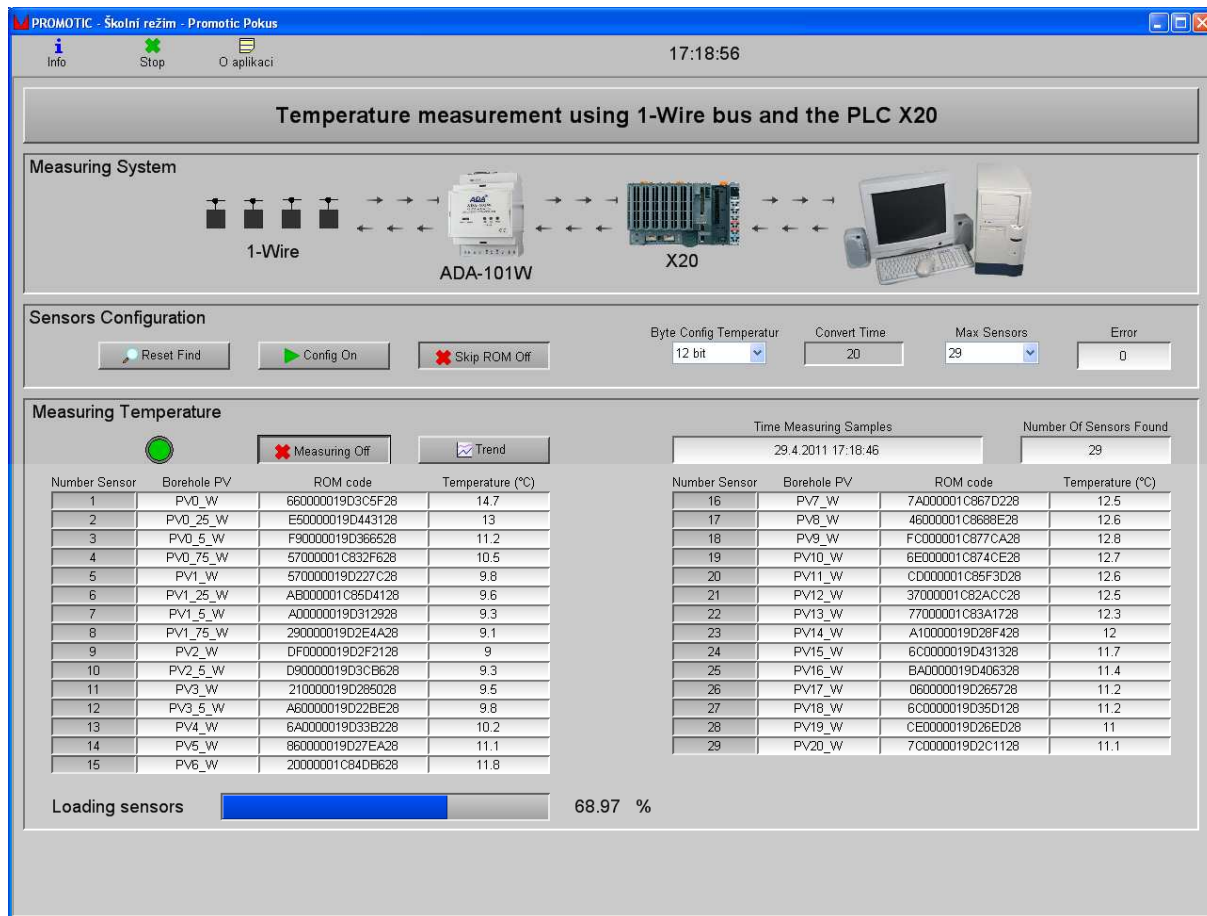 PROMOTIC - Školní režim - Promotic Pokus
Info Stop O aplikaci 17:18:56
Temperature measurement using 1-Wire bus and the PLC X20
Measuring System
1-Wire
ADA-101W
X20
Sensors Configuration
Byte Config Temperatur Convert Time Max Sensors Error
Reset Find Config On Skip ROM Off 12 bit 20 29 0
Measuring Temperature
Time Measuring Samples Number Of Sensors Found
Measuring Off Trend 29.4.2011 17:18:46 29
Number Sensor Borehole PV ROM code Temperature (°C)
1 PV0_W 660000019D3C5F28 14.7
2 PV0_25_W E50000019D443128 13
3 PV0_5_W F90000019D366528 11.2
4 PV0_75_W 57000001C832F628 10.5
5 PV1_W 570000019D227C28 9.8
6 PV1_25_W AB000001C85D4128 9.6
7 PV1_5_W A00000019D312928 9.3
8 PV1_75_W 290000019D2E4A28 9.1
9 PV2_W DF0000019D2F2128 9
10 PV2_5_W D90000019D3CB628 9.3
11 PV3_W 210000019D285028 9.5
12 PV3_5_W A60000019D22BE28 9.8
13 PV4_W 6A0000019D33B228 10.2
14 PV5_W 860000019D27EA28 11.1
15 PV6_W 20000001C84DB628 11.8
Number Sensor Borehole PV ROM code Temperature (°C)
16 PV7_W 7A000001C867D228 12.5
17 PV8_W 46000001C8688E28 12.6
18 PV9_W FC000001C877CA28 12.8
19 PV10_W 6E000001C874CE28 12.7
20 PV11_W CD000001C85F3D28 12.6
21 PV12_W 37000001C82ACC28 12.5
22 PV13_W 77000001C83A1728 12.3
23 PV14_W A10000019D28F428 12
24 PV15_W 6C0000019D431328 11.7
25 PV16_W BA0000019D406328 11.4
26 PV17_W 060000019D265728 11.2
27 PV18_W 6C0000019D35D128 11.2
28 PV19_W CE0000019D26ED28 11
29 PV20_W 7C0000019D2C1128 11.1
Loading sensors 68.97 %